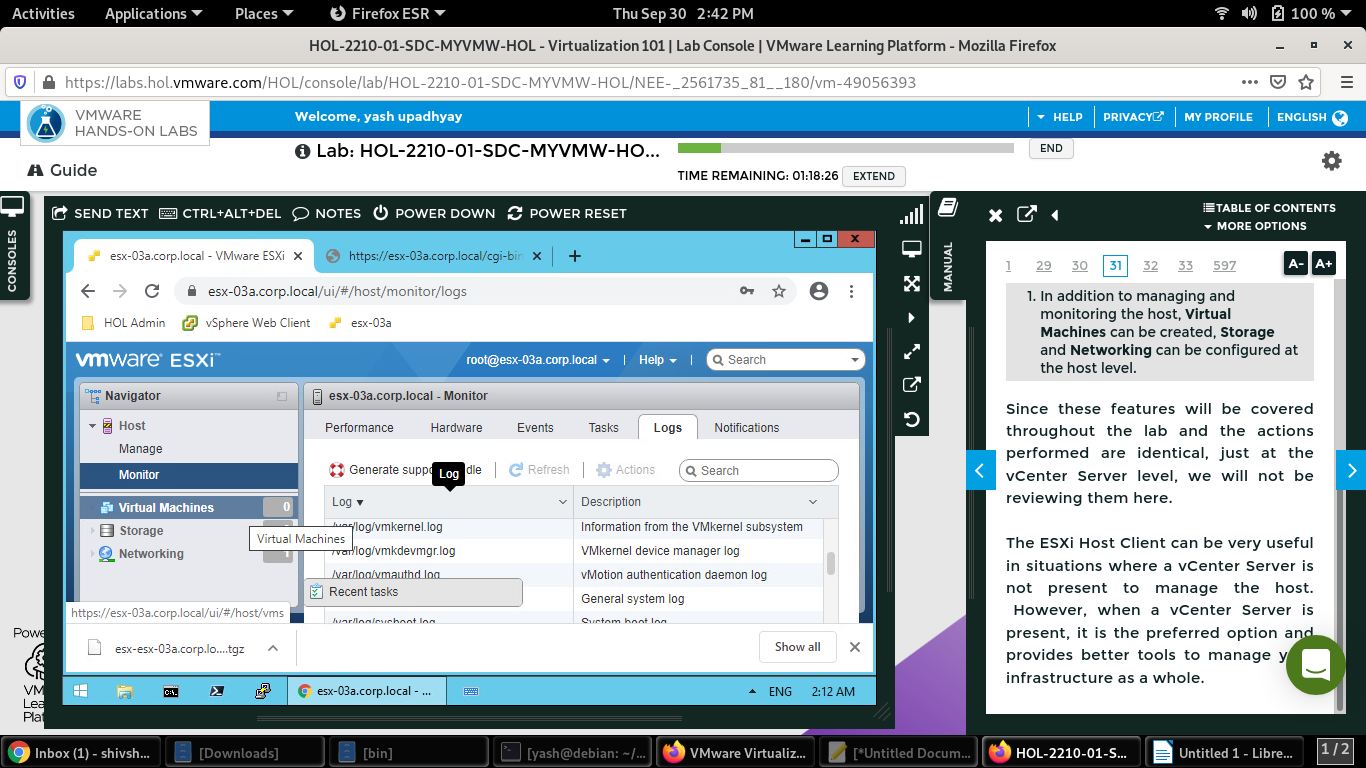 Activities Applications Places Firefox ESR Thu Sep 30 2:42 PM 100 %
HOL-2210-01-SDC-MYVMW-HOL - Virtualization 101 | Lab Console | VMware Learning Platform - Mozilla Firefox
https://labs.hol.vmware.com/HOL/console/lab/HOL-2210-01-SDC-MYVMW-HOL/NEE-_2561735_81__180/vm-49056393
VMWARE
HANDS-ON LABS
Welcome, yash upadhyay
HELP PRIVACY MY PROFILE ENGLISH
Guide
Lab: HOL-2210-01-SDC-MYVMW-HO...
END
TIME REMAINING: 01:18:26 EXTEND
CONSOLES
SEND TEXT CTRL+ALT+DEL NOTES POWER DOWN POWER RESET
esx-03a.corp.local - VMware ESXi
https://esx-03a.corp.local/cgi-bin
esx-03a.corp.local/ui/#/host/monitor/logs
HOL Admin vSphere Web Client esx-03a
vmware ESXi™
root@esx-03a.corp.local | Help | Search
Navigator
Host
Manage
Monitor
Virtual Machines 0
Storage
Networking 1
Virtual Machines
https://esx-03a.corp.local/ui/#/host/vms
esx-03a.corp.local - Monitor
Performance Hardware Events Tasks Logs Notifications
Generate suppo dle Refresh Actions Search
Log
Log Description
/var/log/vmkernel.log Information from the VMkernel subsystem
/var/log/vmkdevmgr.log VMkernel device manager log
/var/log/vmauthd.log vMotion authentication daemon log
Recent tasks
General system log
/var/log/sysboot.log System boot log
esx-esx-03a.corp.lo....tgz
Show all
esx-03a.corp.local - ...
ENG 2:12 AM
Powe
VM
Lea
Platf
MANUAL
TABLE OF CONTENTS
MORE OPTIONS
1 29 30 31 32 33 597
A- A+
1. In addition to managing and
monitoring the host, Virtual
Machines can be created, Storage
and Networking can be configured at
the host level.
Since these features will be covered
throughout the lab and the actions
performed are identical, just at the
vCenter Server level, we will not be
reviewing them here.
The ESXi Host Client can be very useful
in situations where a vCenter Server is
not present to manage the host.
However, when a vCenter Server is
present, it is the preferred option and
provides better tools to manage y
infrastructure as a whole.
Inbox (1) - shivsh...
[Downloads]
[bin]
[yash@debian: ~/...
VMware Virtualiz...
[*Untitled Docum...
HOL-2210-01-S...
Untitled 1 - Libre...
1 / 2